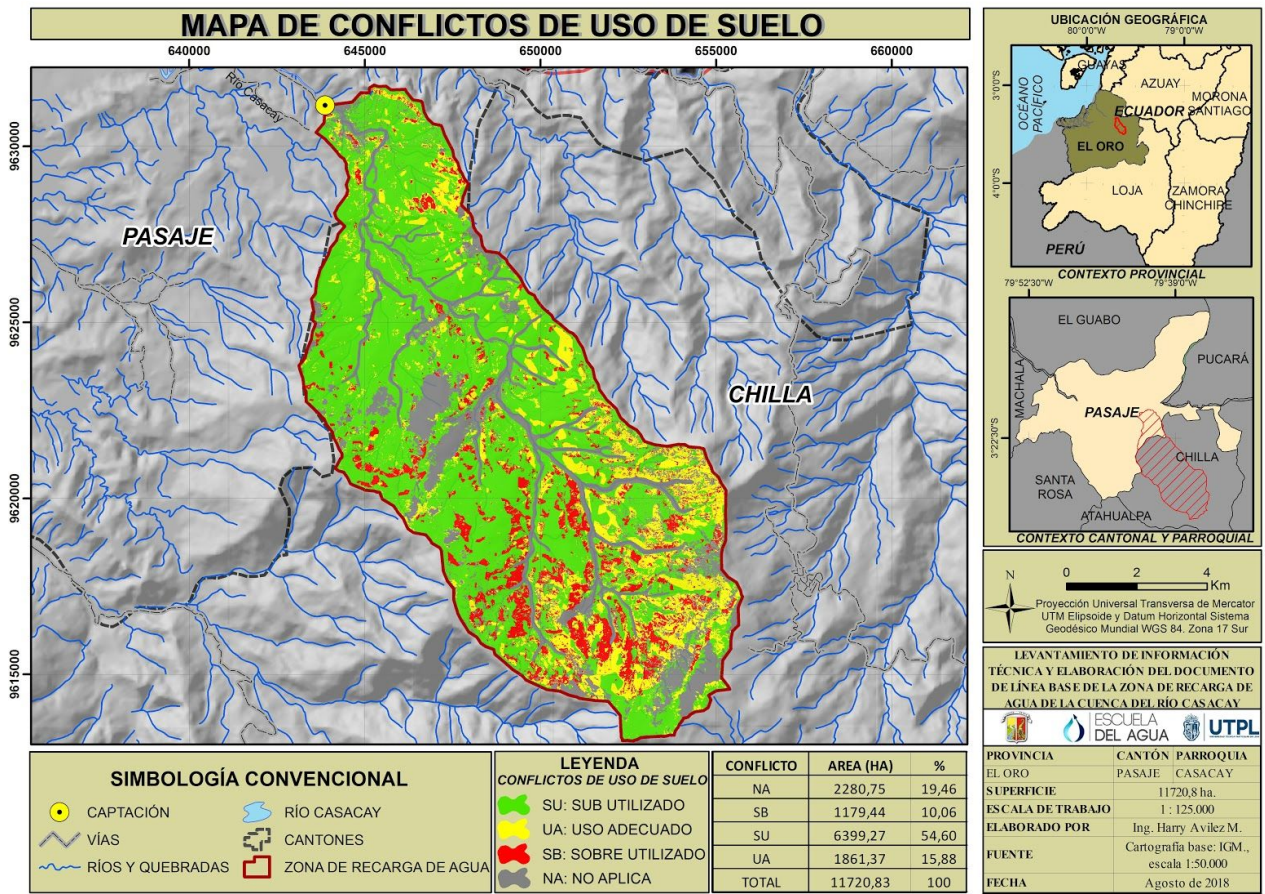 MAPA DE CONFLICTOS DE USO DE SUELO
640000 645000 650000 655000 660000
9630000
9625000
9620000
9615000
Río Casacay
PASAJE
CHILLA
UBICACIÓN GEOGRÁFICA
80°0'0"W 79°0'0"W
3°0'0"S
4°0'0"S
GUAYAS
AZUAY
MORONA
SANTIAGO
OCÉANO
PACÍFICO
ECUADOR
EL ORO
LOJA
ZAMORA
CHINCHIRE
PERÚ
CONTEXTO PROVINCIAL
79°52'30"W 79°39'0"W
3°22'30"S
EL GUABO
PUCARÁ
MACHALA
PASAJE
CHILLA
SANTA
ROSA
ATAHUALPA
CONTEXTO CANTONAL Y PARROQUIAL
N
0 2 4
Km
Proyección Universal Transversa de Mercator
UTM Elipsoide y Datum Horizontal Sistema
Geodésico Mundial WGS 84. Zona 17 Sur
LEVANTAMIENTO DE INFORMACIÓN
TÉCNICA Y ELABORACIÓN DEL DOCUMENTO
DE LÍNEA BASE DE LA ZONA DE RECARGA DE
AGUA DE LA CUENCA DEL RÍO CASACAY
ESCUELA
DEL AGUA
UTPL
PROVINCIA CANTÓN PARROQUIA
EL ORO PASAJE CASACAY
SUPERFICIE 11720,8 ha.
ESCALA DE TRABAJO 1 : 125.000
ELABORADO POR Ing. Harry Avilez M.
FUENTE Cartografía base: IGM., escala 1:50.000
FECHA Agosto de 2018
SIMBOLOGÍA CONVENCIONAL
CAPTACIÓN
VÍAS
RÍOS Y QUEBRADAS
RÍO CASACAY
CANTONES
ZONA DE RECARGA DE AGUA
LEYENDA
CONFLICTOS DE USO DE SUELO
SU: SUB UTILIZADO
UA: USO ADECUADO
SB: SOBRE UTILIZADO
NA: NO APLICA
CONFLICTO AREA (HA) %
NA 2280,75 19,46
SB 1179,44 10,06
SU 6399,27 54,60
UA 1861,37 15,88
TOTAL 11720,83 100